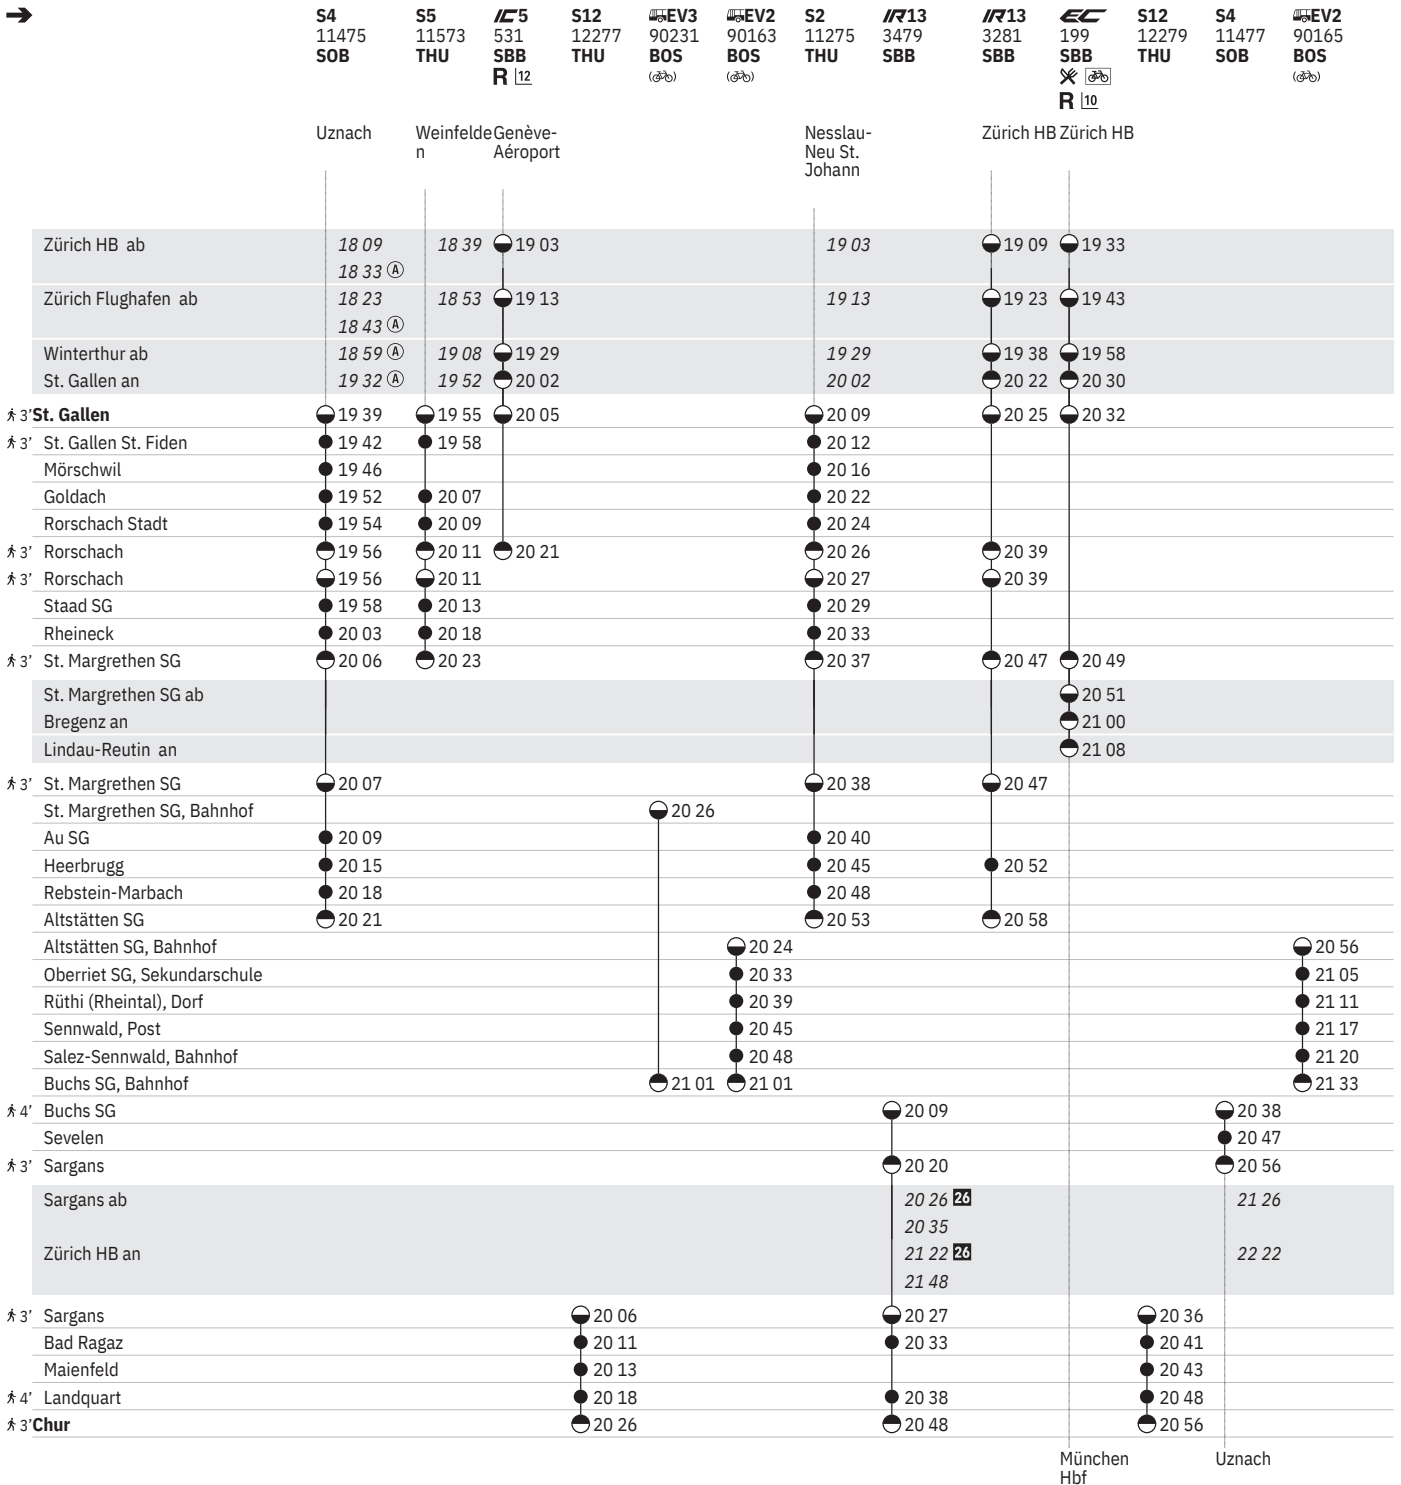 S4 S5 IC5 S12 EV3 EV2 S2 IR13 IR13 EC S12 S4 EV2
11475 11573 531 12277 90231 90163 11275 3479 3281 199 12279 11477 90165
SOB THU SBB THU BOS BOS THU SBB SBB SBB THU SOB BOS
R 12
R 10
Uznach Weinfelde Genève- Nesslau- Zürich HB Zürich HB
n Aéroport Neu St.
Johann
Zürich HB ab 18 09 18 39 19 03 19 03 19 09 19 33
18 33 A
Zürich Flughafen ab 18 23 18 53 19 13 19 13 19 23 19 43
18 43 A
Winterthur ab 18 59 A 19 08 19 29 19 29 19 38 19 58
St. Gallen an 19 32 A 19 52 20 02 20 02 20 22 20 30
3’ St. Gallen 19 39 19 55 20 05 20 09 20 25 20 32
3’ St. Gallen St. Fiden 19 42 19 58 20 12
Mörschwil 19 46 20 16
Goldach 19 52 20 07 20 22
Rorschach Stadt 19 54 20 09 20 24
3’ Rorschach 19 56 20 11 20 21 20 26 20 39
3’ Rorschach 19 56 20 11 20 27 20 39
Staad SG 19 58 20 13 20 29
Rheineck 20 03 20 18 20 33
3’ St. Margrethen SG 20 06 20 23 20 37 20 47 20 49
St. Margrethen SG ab 20 51
Bregenz an 21 00
Lindau-Reutin an 21 08
3’ St. Margrethen SG 20 07 20 38 20 47
St. Margrethen SG, Bahnhof 20 26
Au SG 20 09 20 40
Heerbrugg 20 15 20 45 20 52
Rebstein-Marbach 20 18 20 48
Altstätten SG 20 21 20 53 20 58
Altstätten SG, Bahnhof 20 24 20 56
Oberriet SG, Sekundarschule 20 33 21 05
Rüthi (Rheintal), Dorf 20 39 21 11
Sennwald, Post 20 45 21 17
Salez-Sennwald, Bahnhof 20 48 21 20
Buchs SG, Bahnhof 21 01 21 01 21 33
4’ Buchs SG 20 09 20 38
Sevelen 20 47
3’ Sargans 20 20 20 56
Sargans ab 20 26 26 21 26
20 35
Zürich HB an 21 22 26 22 22
21 48
3’ Sargans 20 06 20 27 20 36
Bad Ragaz 20 11 20 33 20 41
Maienfeld 20 13 20 43
4’ Landquart 20 18 20 38 20 48
3’ Chur 20 26 20 48 20 56
München Uznach
Hbf